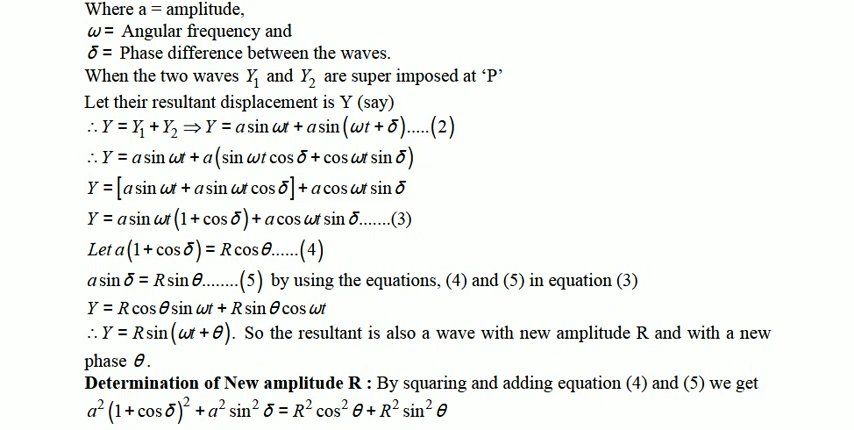 Where a = amplitude,
ω = Angular frequency and
δ = Phase difference between the waves.
When the two waves Y₁ and Y₂ are super imposed at ‘P’
Let their resultant displacement is Y (say)
∴ Y = Y₁ + Y₂ ⇒ Y = a sin ωt + a sin(ωt + δ).....(2)
∴ Y = a sin ωt + a(sin ωt cos δ + cos ωt sin δ)
Y = [a sin ωt + a sin ωt cos δ] + a cos ωt sin δ
Y = a sin ωt (1 + cos δ) + a cos ωt sin δ.......(3)
Let a(1 + cos δ) = R cos θ......(4)
a sin δ = R sin θ........(5) by using the equations, (4) and (5) in equation (3)
Y = R cos θ sin ωt + R sin θ cos ωt
∴ Y = R sin(ωt + θ). So the resultant is also a wave with new amplitude R and with a new
phase θ.
Determination of New amplitude R : By squaring and adding equation (4) and (5) we get
a² (1 + cos δ)² + a² sin² δ = R² cos² θ + R² sin² θ